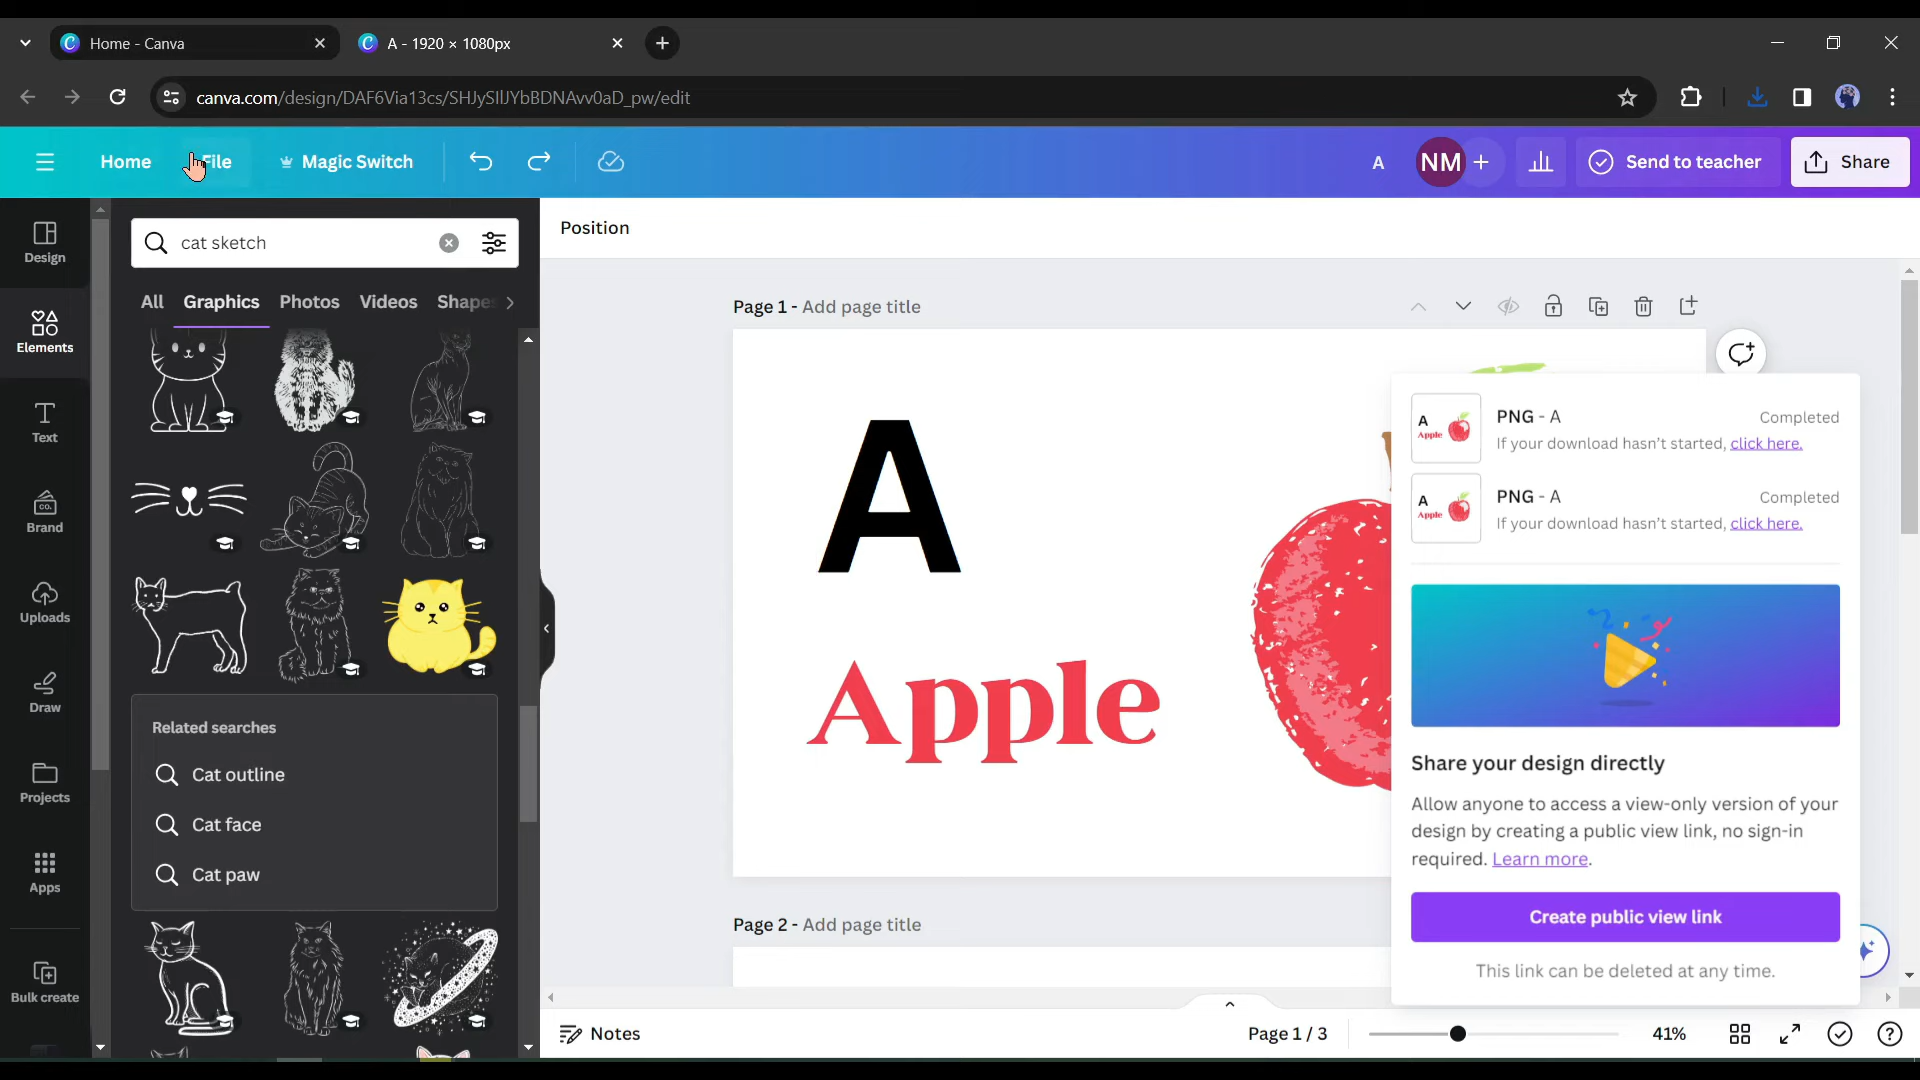 Home - Canva
A - 1920 × 1080px
canva.com/design/DAF6Via13cs/SHJySIlJYbBDNAvv0aD_pw/edit
Home
File
Magic Switch
A
NM
Send to teacher
Share
Design
Elements
Text
Brand
Uploads
Draw
Projects
Apps
Bulk create
cat sketch
All
Graphics
Photos
Videos
Shapes
Related searches
Cat outline
Cat face
Cat paw
Position
Page 1 - Add page title
A
Apple
Page 2 - Add page title
A
Apple
PNG - A
Completed
If your download hasn't started, click here.
A
Apple
PNG - A
Completed
If your download hasn't started, click here.
Share your design directly
Allow anyone to access a view-only version of your
design by creating a public view link, no sign-in
required. Learn more.
Create public view link
This link can be deleted at any time.
Notes
Page 1 / 3
41%